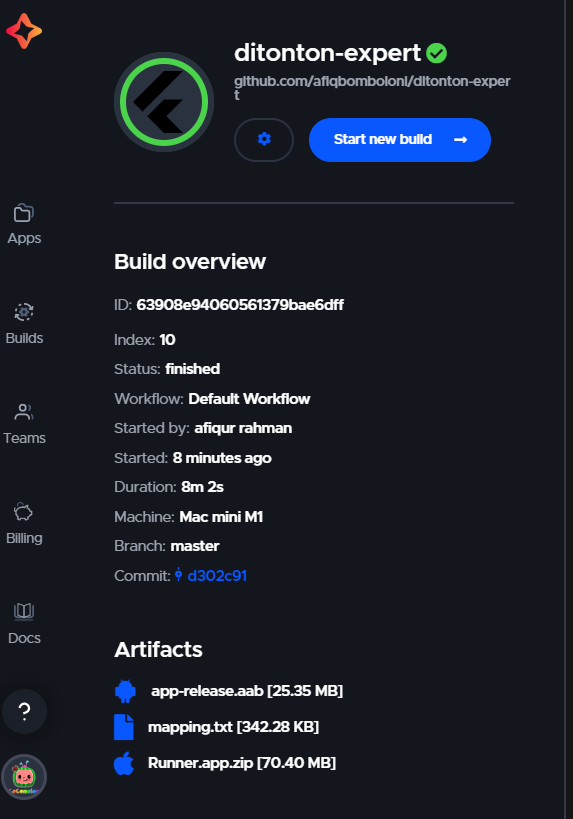 ditonton-expert
github.com/afiqbomboloni/ditonton-exper
t
Start new build
Apps
Builds
Teams
Billing
Docs
?
Build overview
ID: 63908e94060561379bae6dff
Index: 10
Status: finished
Workflow: Default Workflow
Started by: afiqur rahman
Started: 8 minutes ago
Duration: 8m 2s
Machine: Mac mini M1
Branch: master
Commit: d302c91
Artifacts
app-release.aab [25.35 MB]
mapping.txt [342.28 KB]
Runner.app.zip [70.40 MB]